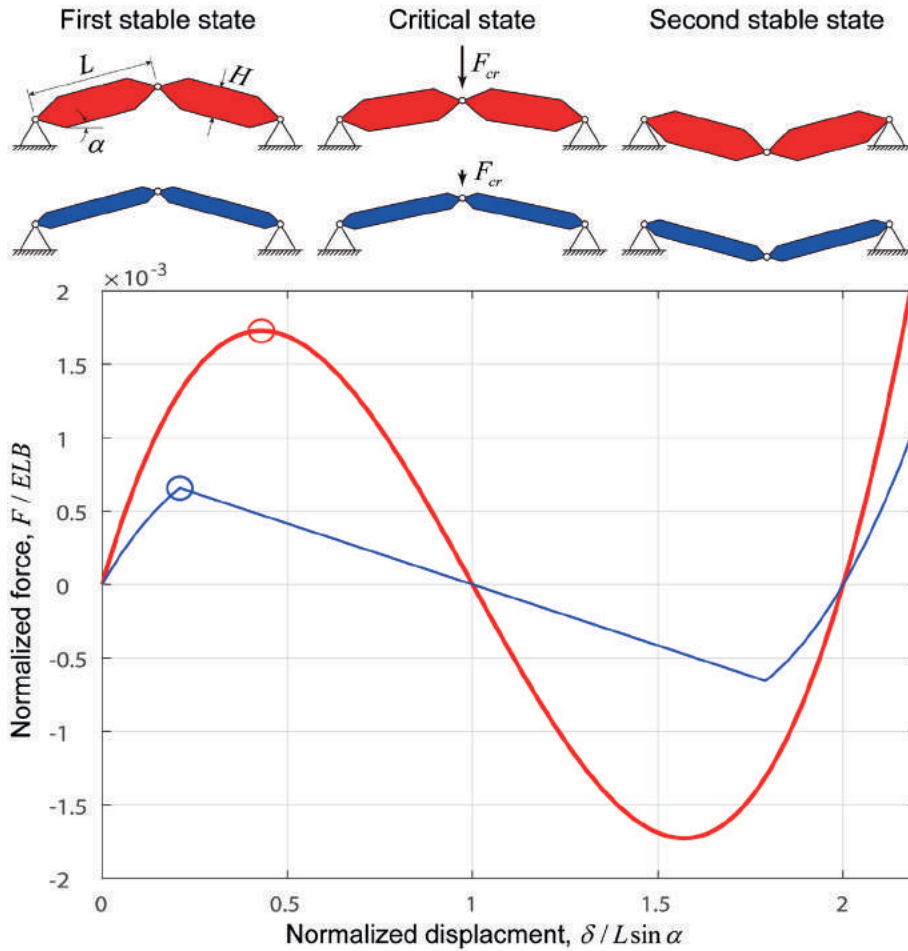 First stable state
Critical state
Second stable state
L
H
α
F_cr
F_cr
×10⁻³
2
1.5
1
0.5
0
-0.5
-1
-1.5
-2
0
0.5
1
1.5
2
Normalized force, F / ELB
Normalized displacment, δ / L sin α